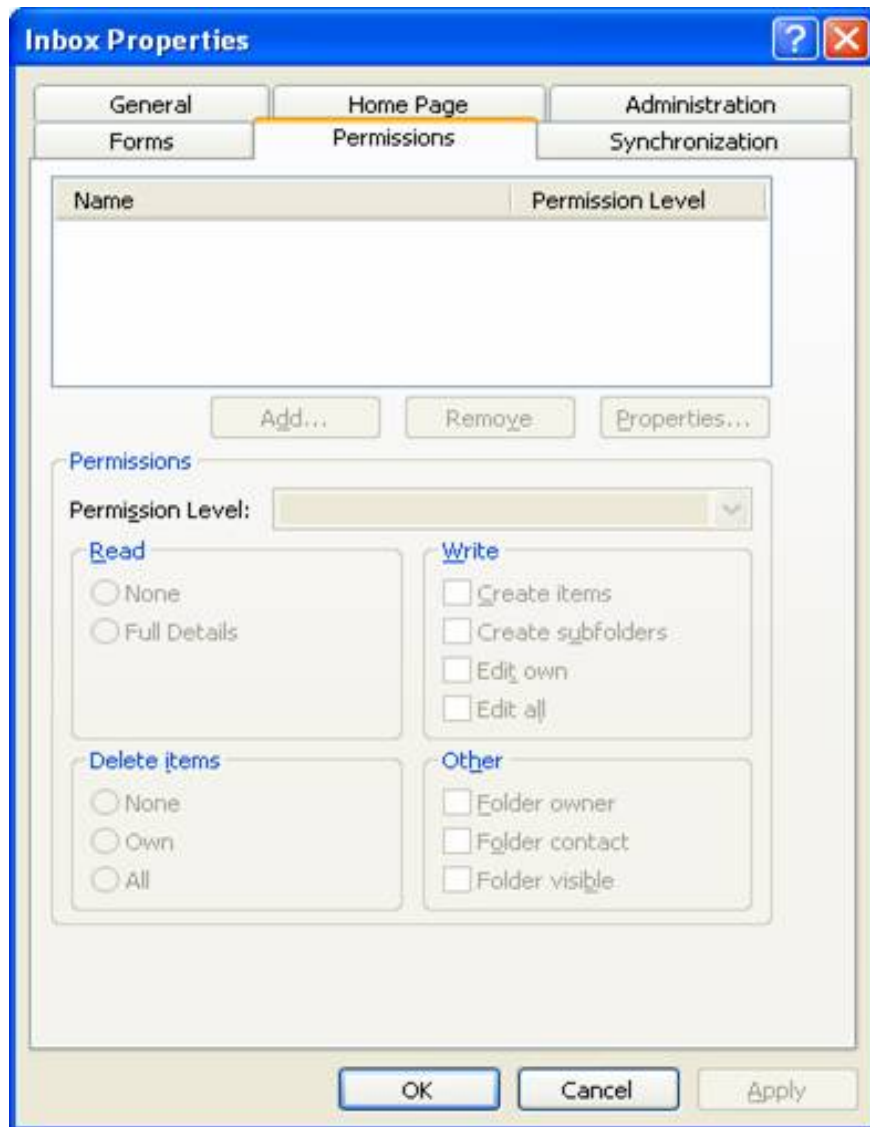 Inbox Properties
General Home Page Administration
Forms Permissions Synchronization
Name Permission Level
Add... Remove Properties...
Permissions
Permission Level:
Read Write
None Create items
Full Details Create subfolders
Edit own
Edit all
Delete items Other
None Folder owner
Own Folder contact
All Folder visible
OK Cancel Apply